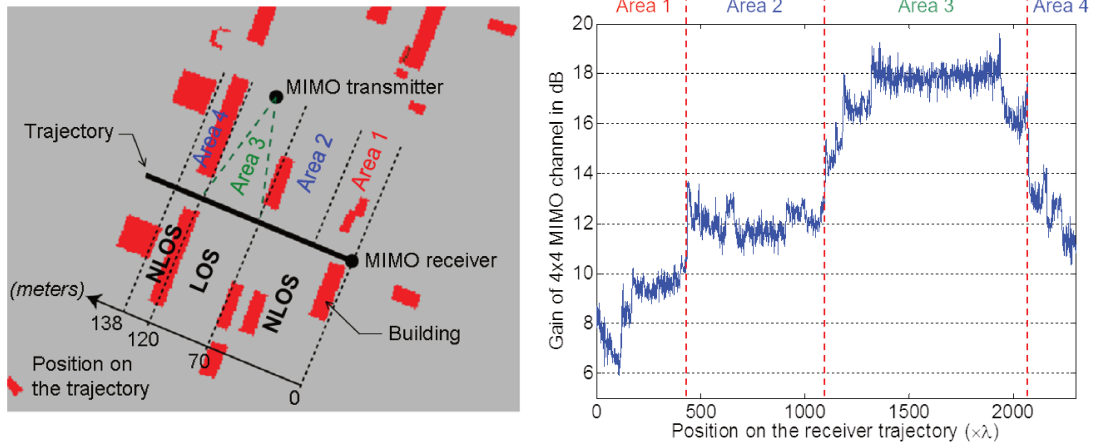 MIMO transmitter
Trajectory
Area 4
Area 3
Area 2
Area 1
NLOS
LOS
NLOS
MIMO receiver
(meters)
138
120
70
0
Building
Position on
the trajectory
Area 1
Area 2
Area 3
Area 4
Gain of 4x4 MIMO channel in dB
20
18
16
14
12
10
8
6
0
500
1000
1500
2000
Position on the receiver trajectory (×λ)